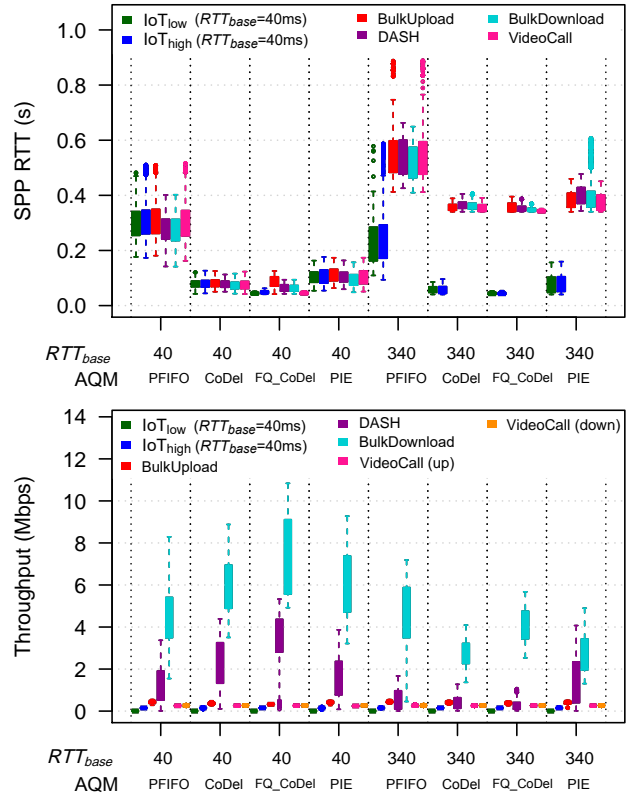 IoTlow (RTTbase=40ms)
IoThigh (RTTbase=40ms)
BulkUpload
DASH
BulkDownload
VideoCall
SPP RTT (s)
1.0
0.8
0.6
0.4
0.2
0.0
RTTbase 40 40 40 40 340 340 340 340
AQM PFIFO CoDel FQ_CoDel PIE PFIFO CoDel FQ_CoDel PIE
IoTlow (RTTbase=40ms)
IoThigh (RTTbase=40ms)
BulkUpload
DASH
BulkDownload
VideoCall (up)
VideoCall (down)
Throughput (Mbps)
14
12
10
8
6
4
2
0
RTTbase 40 40 40 40 340 340 340 340
AQM PFIFO CoDel FQ_CoDel PIE PFIFO CoDel FQ_CoDel PIE